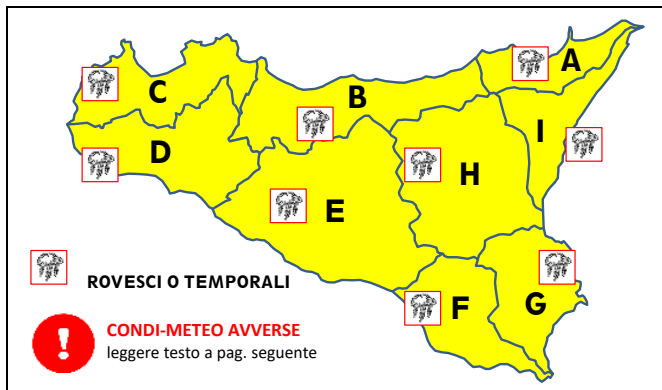 A
C
B
I
D
H
E
F
G
ROVESCI O TEMPORALI
!
CONDI-METEO AVVERSE
leggere testo a pag. seguente